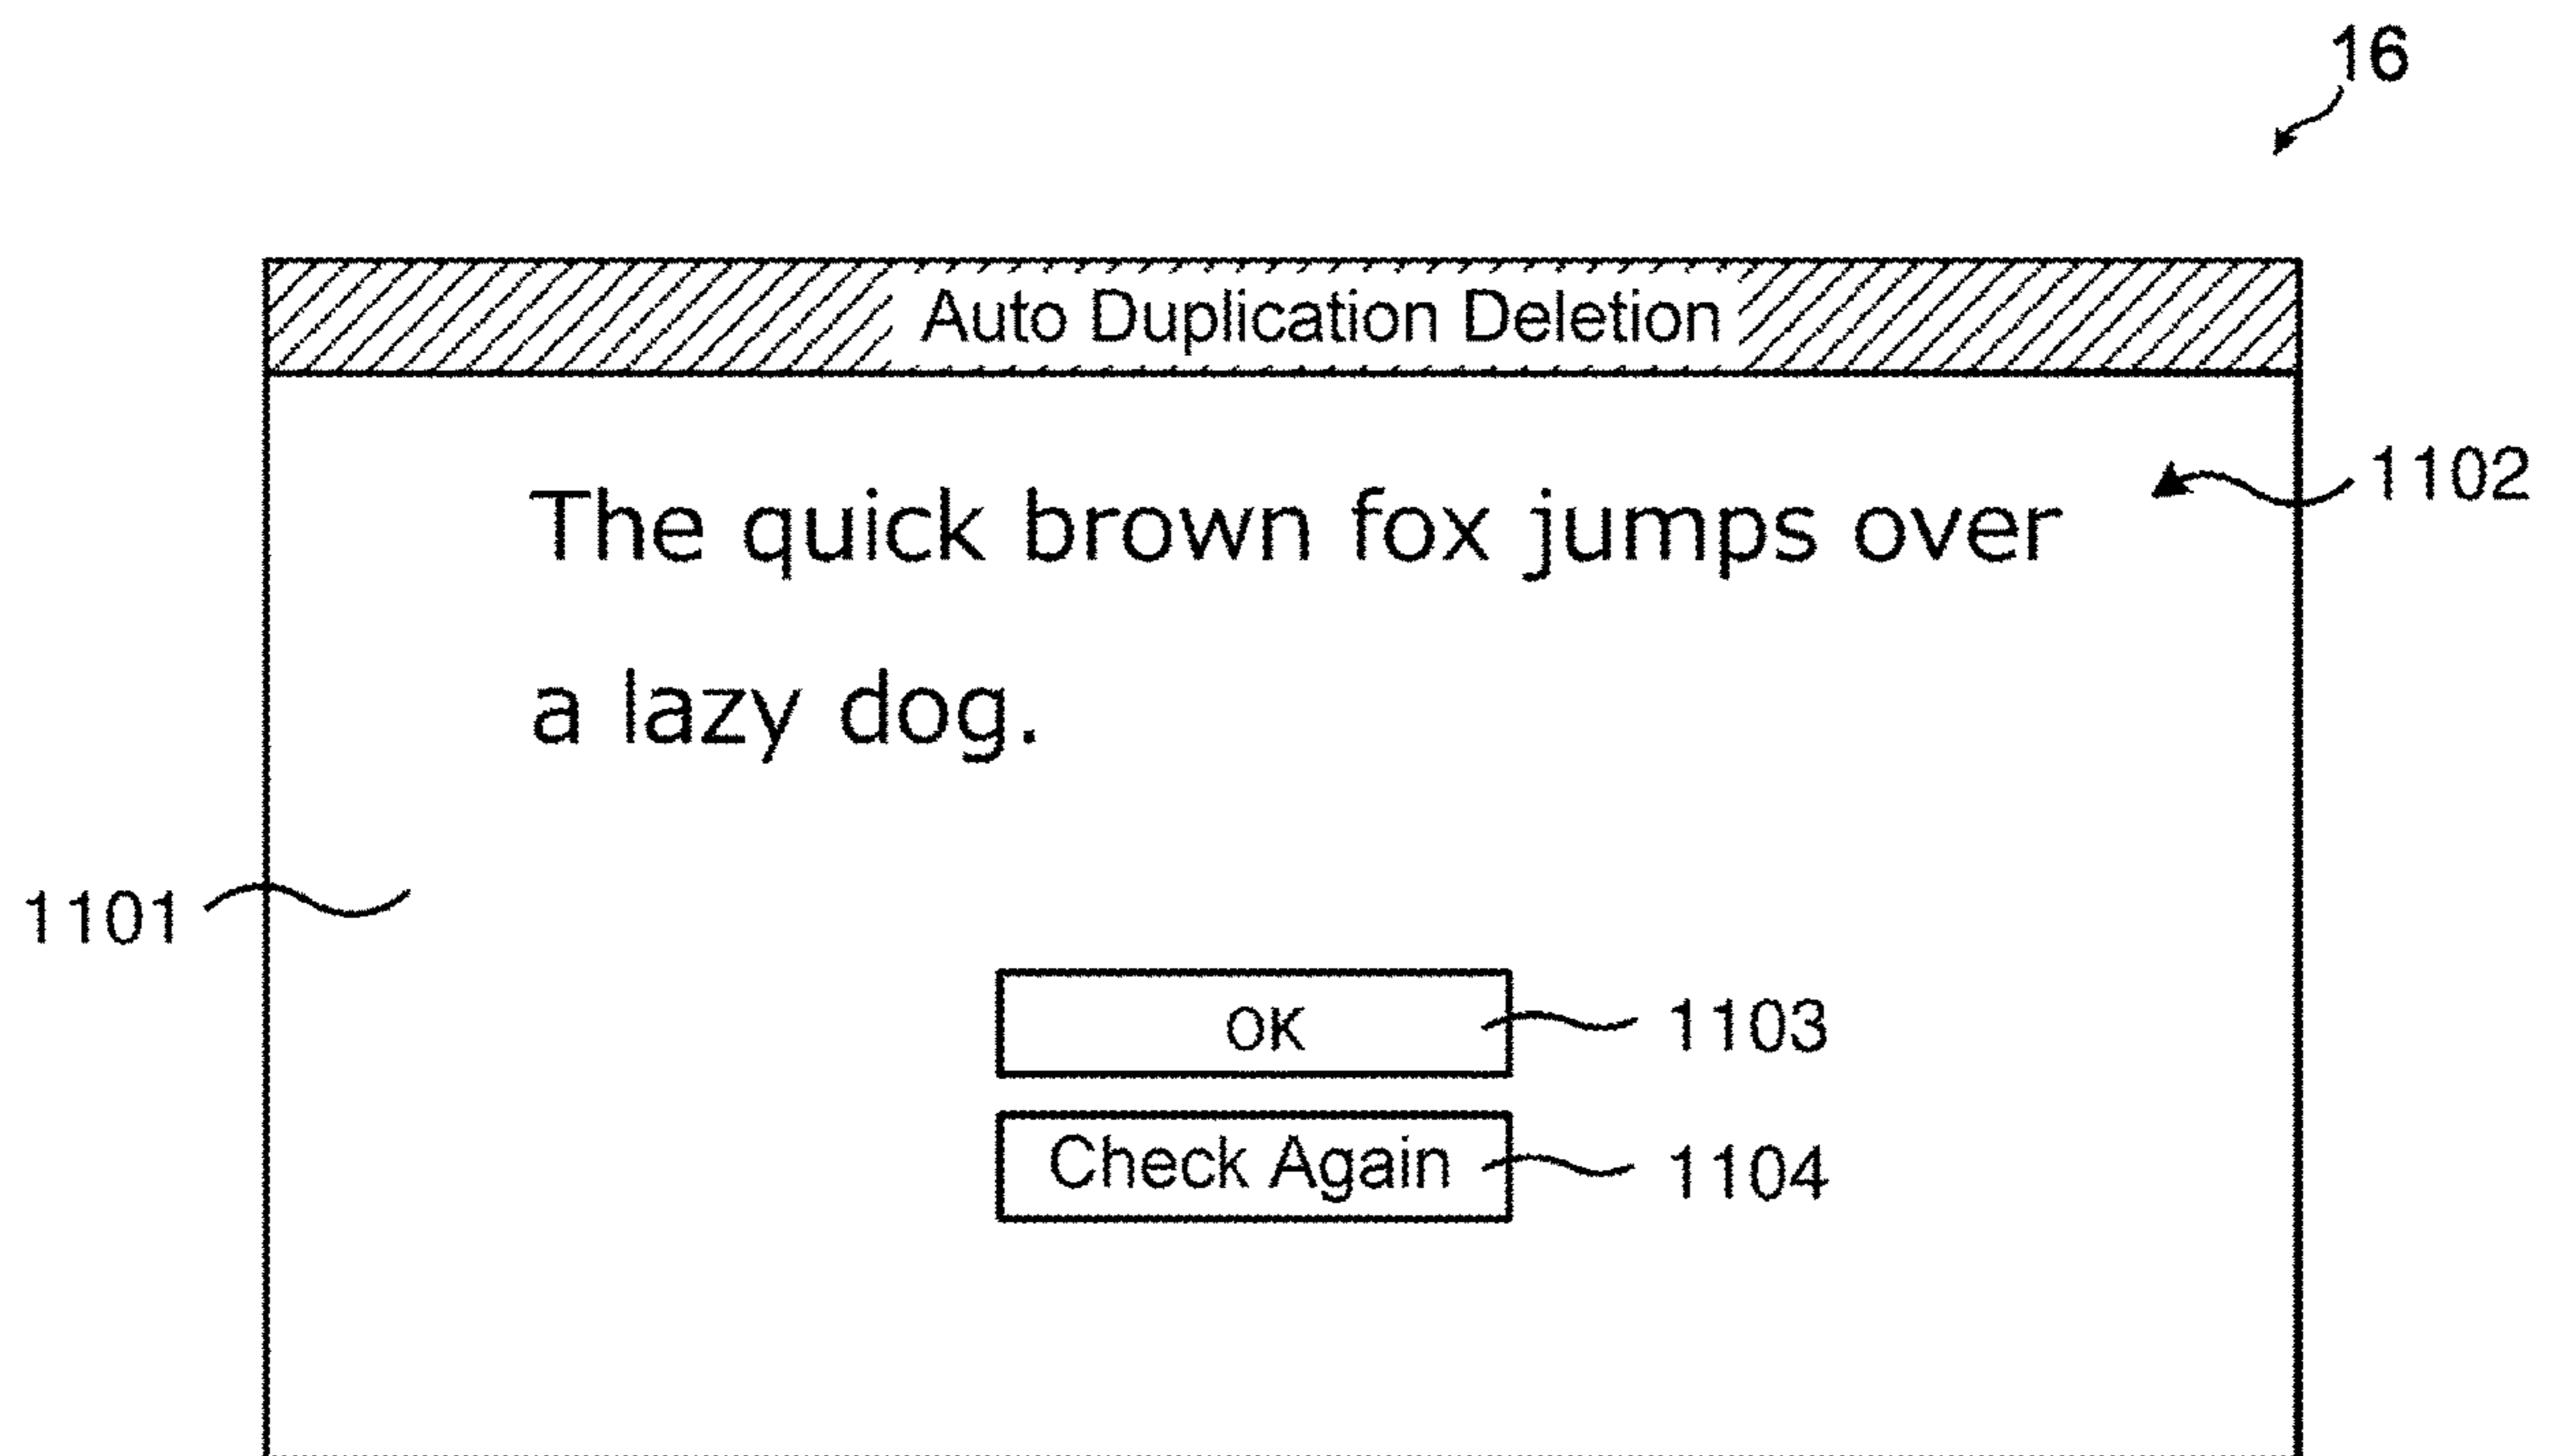 16
Auto Duplication Deletion
1102
The quick brown fox jumps over
a lazy dog.
1101
OK
1103
Check Again
1104